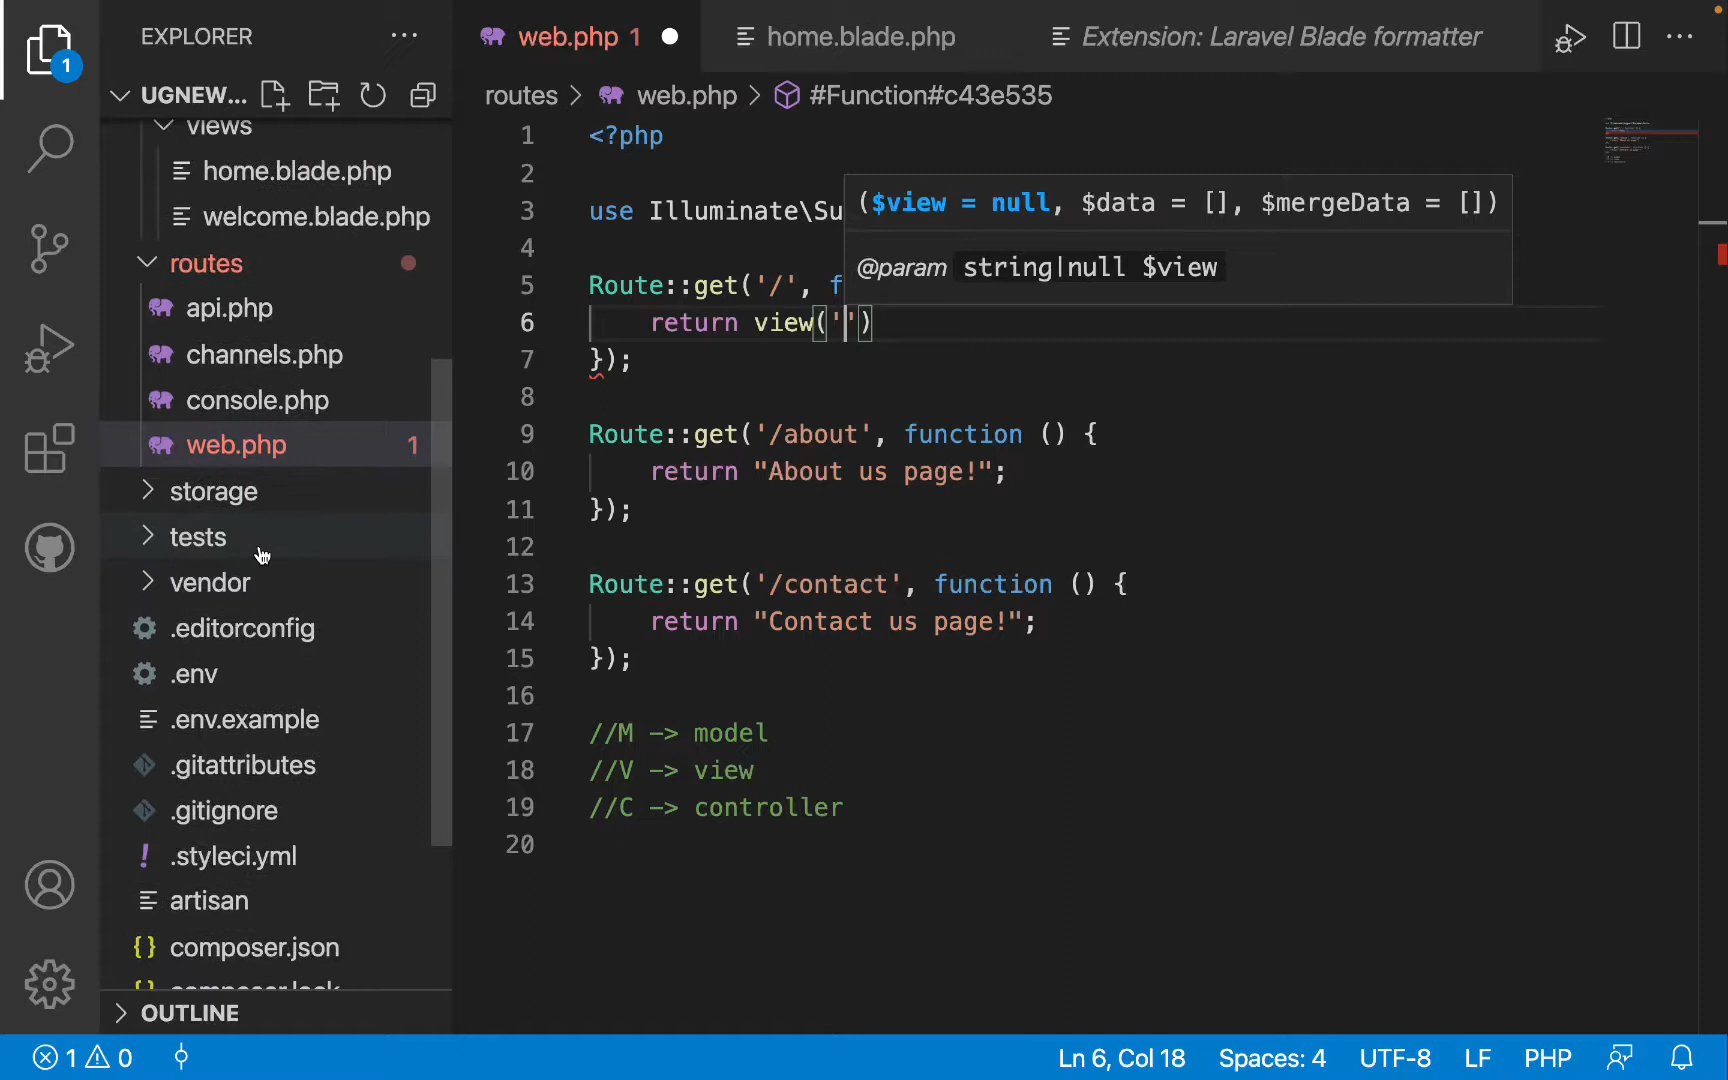 EXPLORER
1
UGNEW...
views
home.blade.php
welcome.blade.php
routes
api.php
channels.php
console.php
web.php 1
storage
tests
vendor
.editorconfig
.env
.env.example
.gitattributes
.gitignore
.styleci.yml
artisan
composer.json
composer.lock
OUTLINE
web.php 1
home.blade.php
Extension: Laravel Blade formatter
routes > web.php > #Function#c43e535
1 <?php
2
3 use Illuminate\Su
4
5 Route::get('/', f
6 return view('')
7 });
8
9 Route::get('/about', function () {
10 return "About us page!";
11 });
12
13 Route::get('/contact', function () {
14 return "Contact us page!";
15 });
16
17 //M -> model
18 //V -> view
19 //C -> controller
20
($view = null, $data = [], $mergeData = [])
@param string|null $view
1 0
Ln 6, Col 18 Spaces: 4 UTF-8 LF PHP